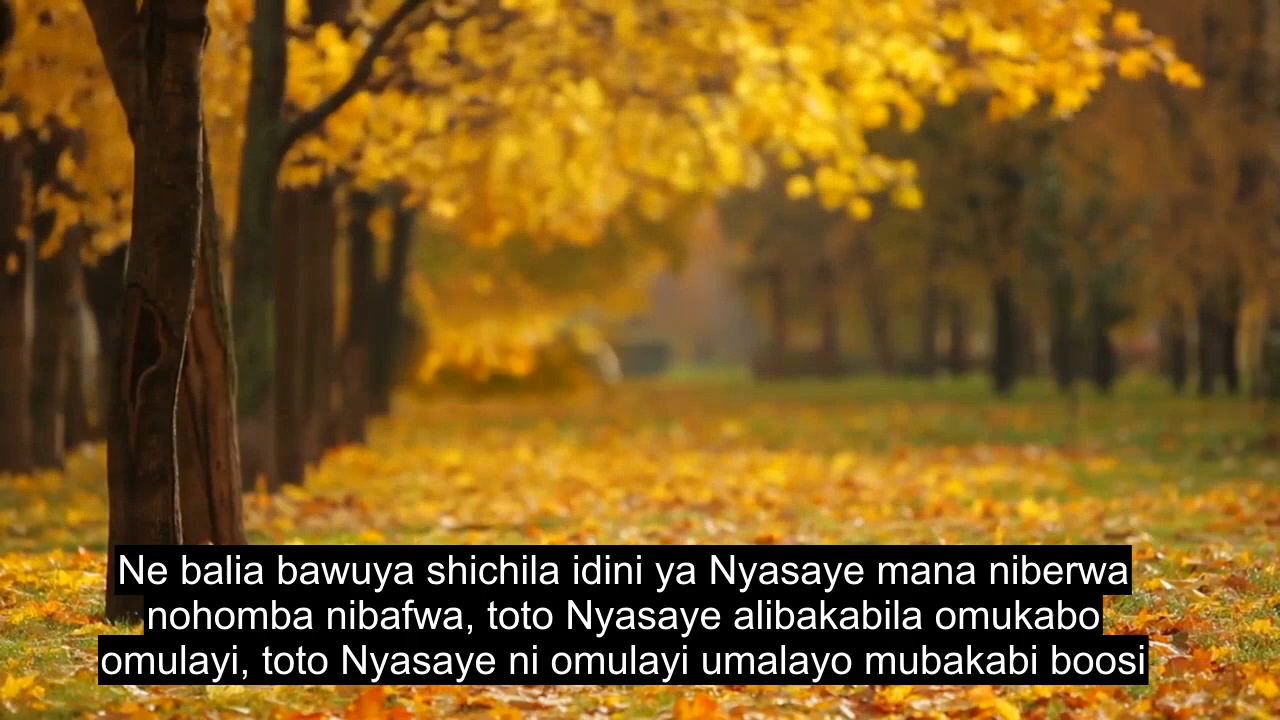 Ne balia bawuya shichila idini ya Nyasaye mana niberwa
nohomba nibafwa, toto Nyasaye alibakabila omukabo
omulayi, toto Nyasaye ni omulayi umalayo mubakabi boosi